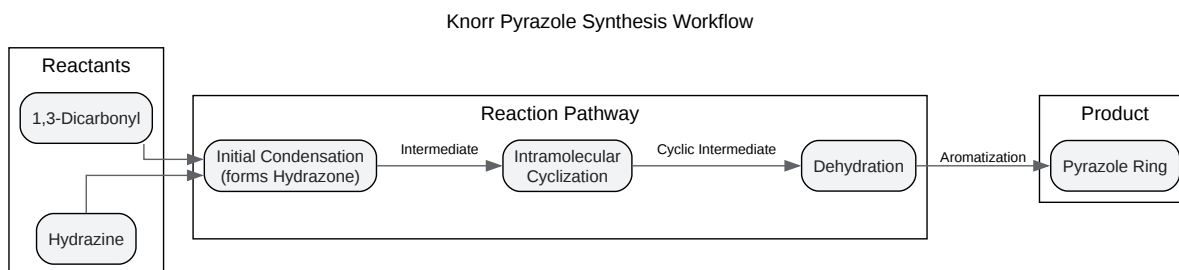 Knorr Pyrazole Synthesis Workflow
Reactants
1,3-Dicarbonyl
Hydrazine
Reaction Pathway
Initial Condensation
(forms Hydrazone)
Intermediate
Intramolecular
Cyclization
Cyclic Intermediate
Dehydration
Aromatization
Product
Pyrazole Ring